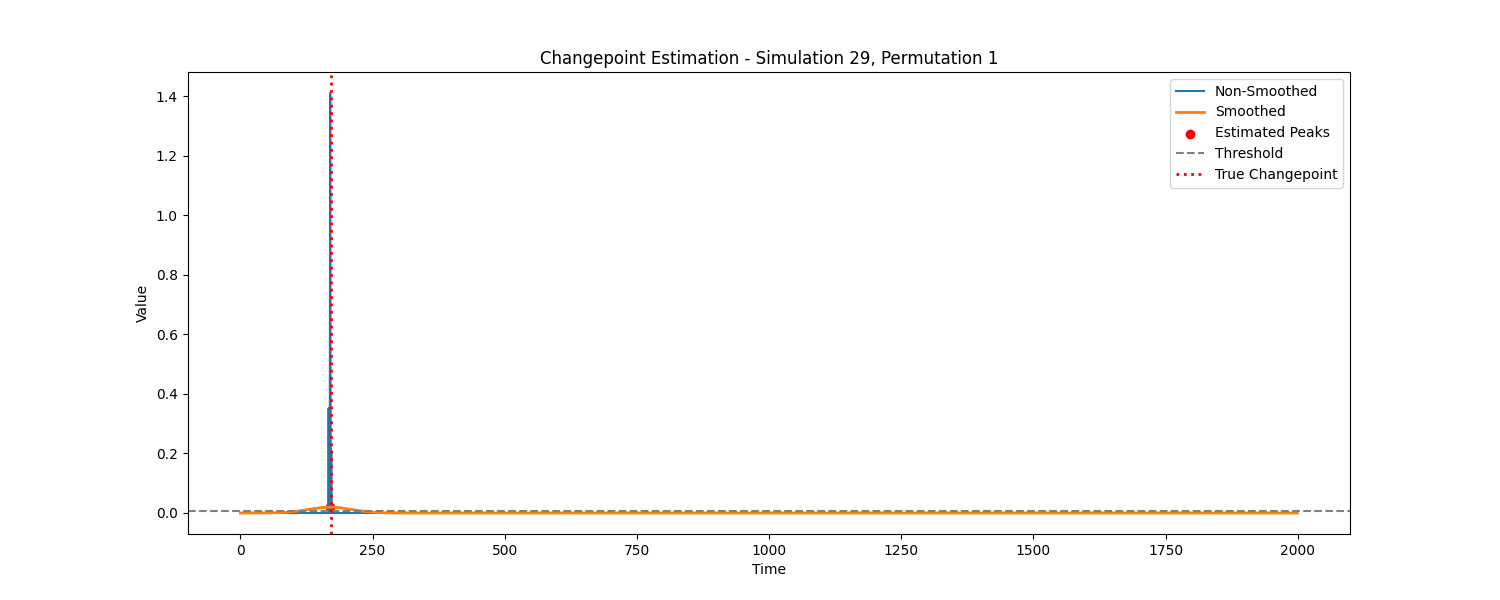 Changepoint Estimation - Simulation 29, Permutation 1
Non-Smoothed
Smoothed
Estimated Peaks
Threshold
True Changepoint
1.4
1.2
1.0
0.8
0.6
0.4
0.2
0.0
Value
0 250 500 750 1000 1250 1500 1750 2000
Time